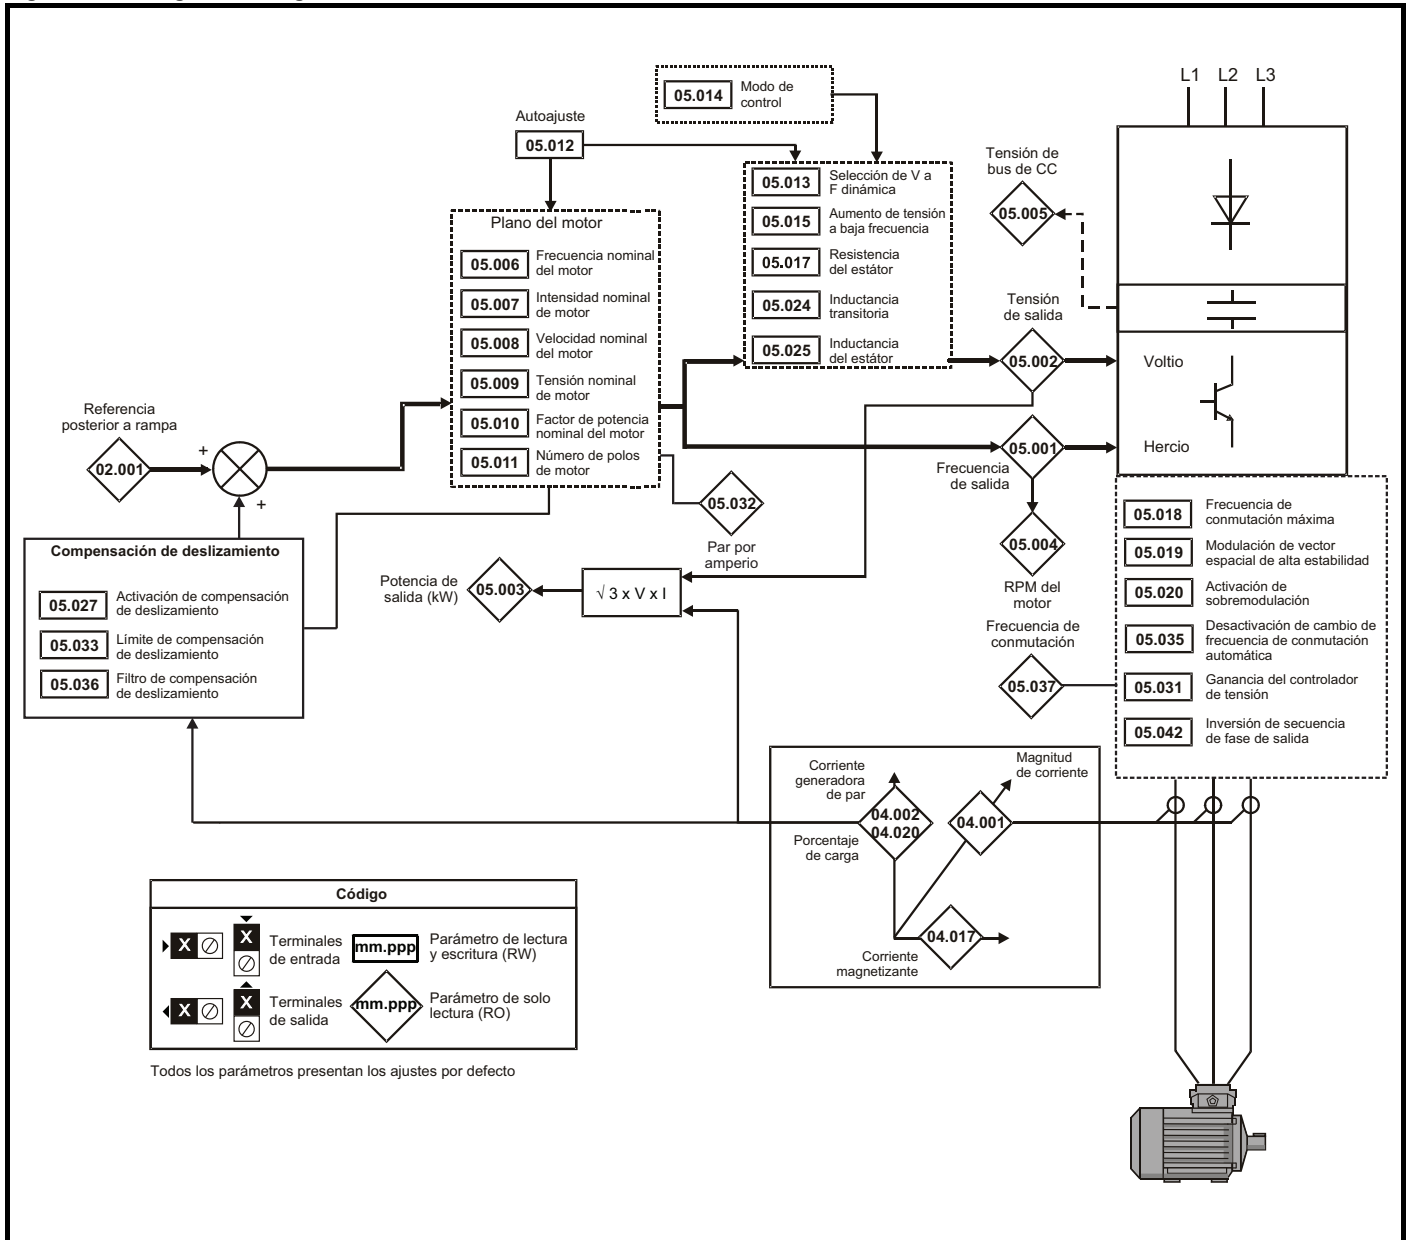 05.014
Modo de
control
L1 L2 L3
Autoajuste
05.012
Tensión de
bus de CC
05.005
05.013
Selección de V a
F dinámica
05.015
Aumento de tensión
a baja frecuencia
05.017
Resistencia
del estátor
05.024
Inductancia
transitoria
05.025
Inductancia
del estátor
Plano del motor
05.006
Frecuencia nominal
del motor
05.007
Intensidad nominal
de motor
05.008
Velocidad nominal
del motor
05.009
Tensión nominal
de motor
05.010
Factor de potencia
nominal del motor
05.011
Número de polos
de motor
Tensión
de salida
05.002
Voltio
Hercio
05.001
Frecuencia
de salida
05.004
RPM del
motor
Referencia
posterior a rampa
02.001
+
+
05.032
Par por
amperio
Compensación de deslizamiento
05.027
Activación de compensación
de deslizamiento
05.033
Límite de compensación
de deslizamiento
05.036
Filtro de compensación
de deslizamiento
Potencia de
salida (kW)
05.003
√ 3 x V x I
Frecuencia de
conmutación
05.037
05.018
Frecuencia de
conmutación máxima
05.019
Modulación de vector
espacial de alta estabilidad
05.020
Activación de
sobremodulación
05.035
Desactivación de cambio de
frecuencia de conmutación
automática
05.031
Ganancia del controlador
de tensión
05.042
Inversión de secuencia
de fase de salida
Corriente
generadora
de par
04.002
04.020
Porcentaje
de carga
Magnitud
de corriente
04.001
04.017
Corriente
magnetizante
Código
X
X
Terminales
de entrada
mm.ppp
Parámetro de lectura
y escritura (RW)
X
X
Terminales
de salida
mm.ppp
Parámetro de solo
lectura (RO)
Todos los parámetros presentan los ajustes por defecto